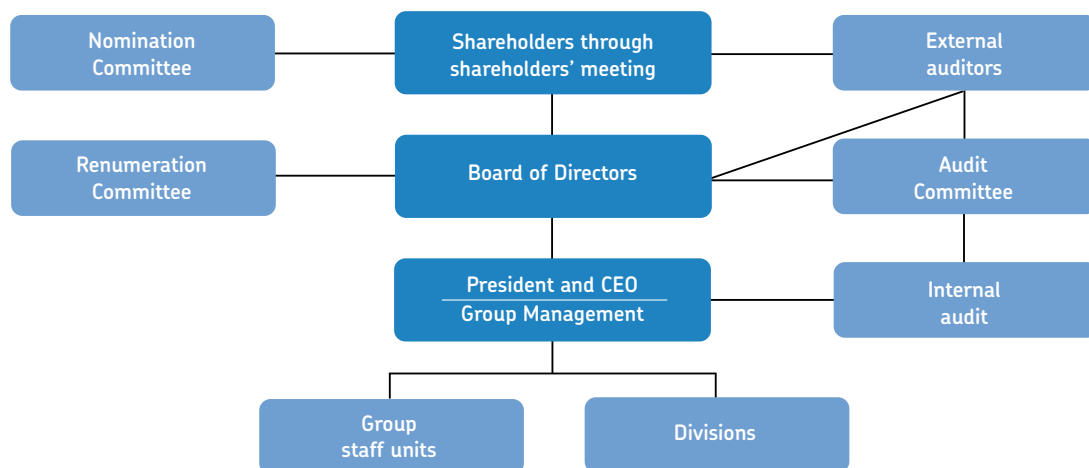 Nomination
Committee
Shareholders through
shareholders’ meeting
External
auditors
Renumeration
Committee
Board of Directors
Audit
Committee
President and CEO
Group Management
Internal
audit
Group
staff units
Divisions